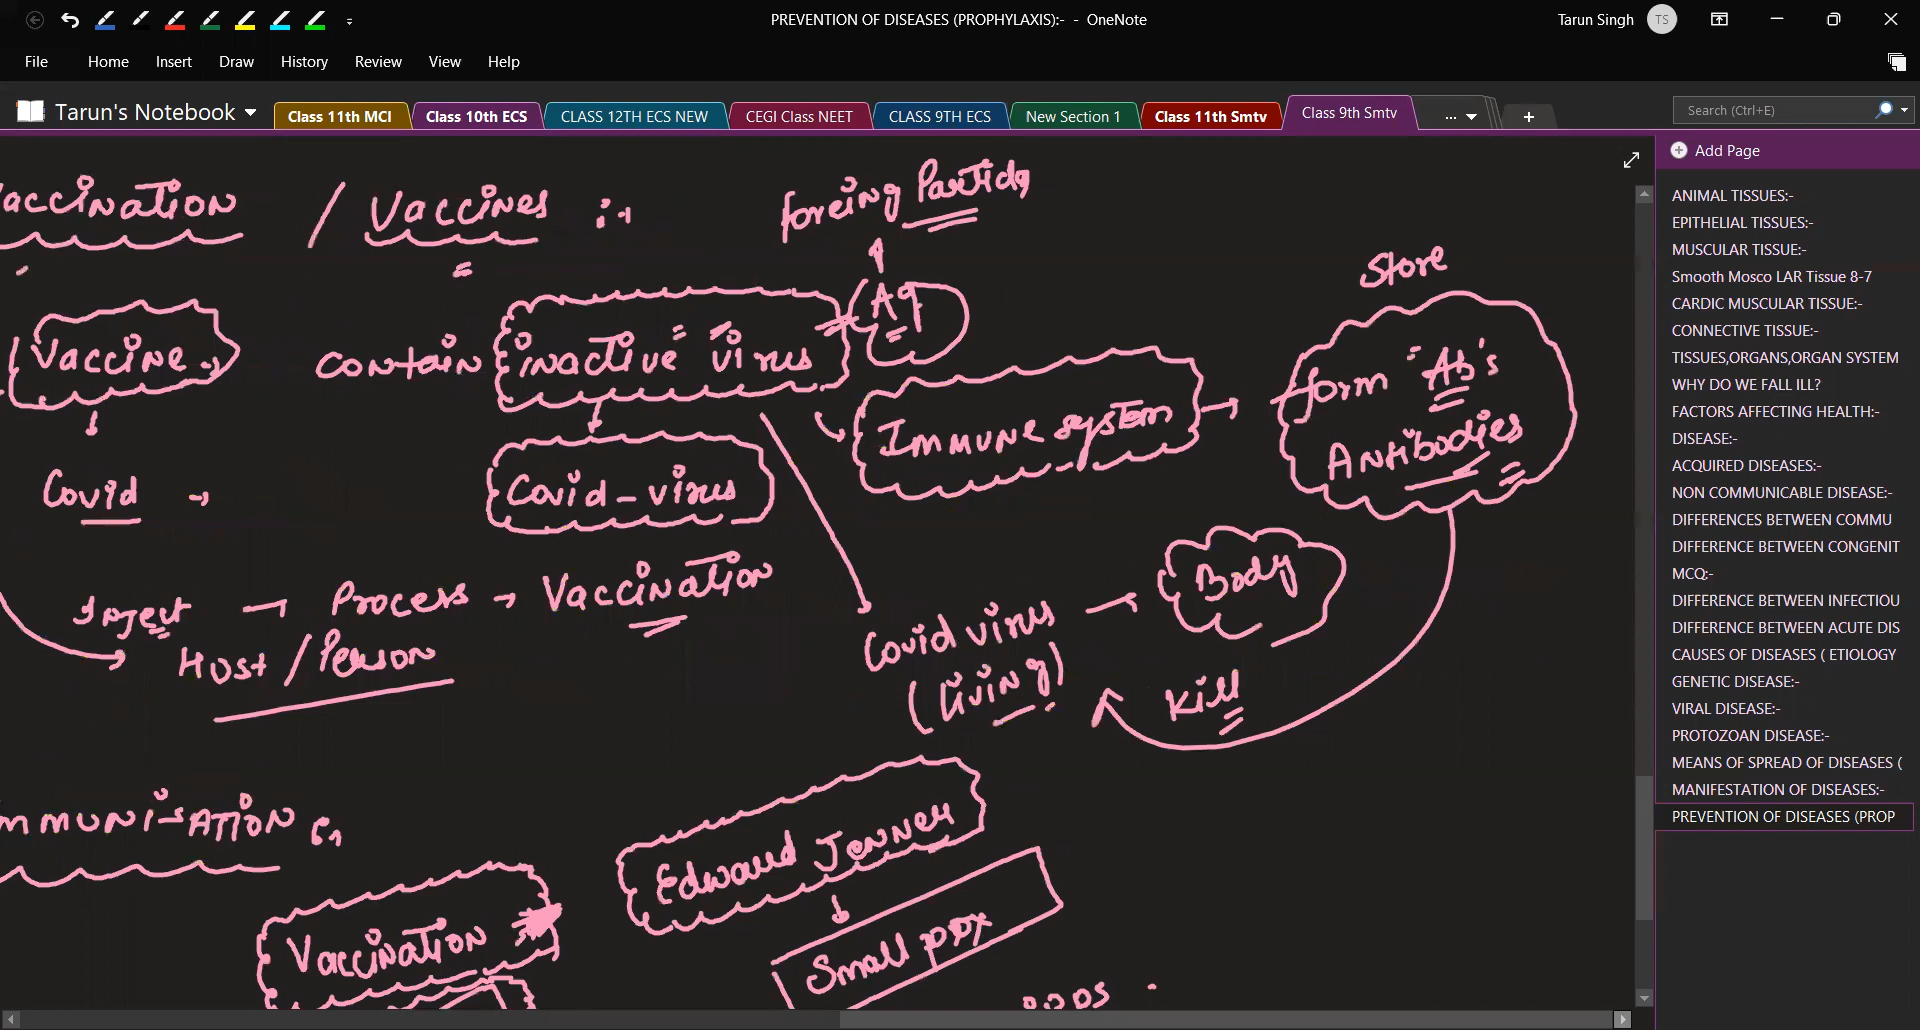 PREVENTION OF DISEASES (PROPHYLAXIS):- - OneNote
Tarun Singh TS
File Home Insert Draw History Review View Help
Tarun's Notebook
Class 11th MCI
Class 10th ECS
CLASS 12TH ECS NEW
CEGI Class NEET
CLASS 9TH ECS
New Section 1
Class 11th Smtv
Class 9th Smtv
...
+
Search (Ctrl+E)
accination / Vaccines :-
foreing Partidq
Vaccine
contain inactive virus
Ag
Immune system
Store
form Ab's
Antibodies
Covid
Covid-virus
Inject → Process → Vaccination
Host / Person
Covid virus
(living)
Body
Kill
mmunisation
Edward Jenner
Small pox
Vaccination
Add Page
ANIMAL TISSUES:-
EPITHELIAL TISSUES:-
MUSCULAR TISSUE:-
Smooth Mosco LAR Tissue 8-7
CARDIC MUSCULAR TISSUE:-
CONNECTIVE TISSUE:-
TISSUES,ORGANS,ORGAN SYSTEM
WHY DO WE FALL ILL?
FACTORS AFFECTING HEALTH:-
DISEASE:-
ACQUIRED DISEASES:-
NON COMMUNICABLE DISEASE:-
DIFFERENCES BETWEEN COMMU
DIFFERENCE BETWEEN CONGENIT
MCQ:-
DIFFERENCE BETWEEN INFECTIOU
DIFFERENCE BETWEEN ACUTE DIS
CAUSES OF DISEASES ( ETIOLOGY
GENETIC DISEASE:-
VIRAL DISEASE:-
PROTOZOAN DISEASE:-
MEANS OF SPREAD OF DISEASES (
MANIFESTATION OF DISEASES:-
PREVENTION OF DISEASES (PROP